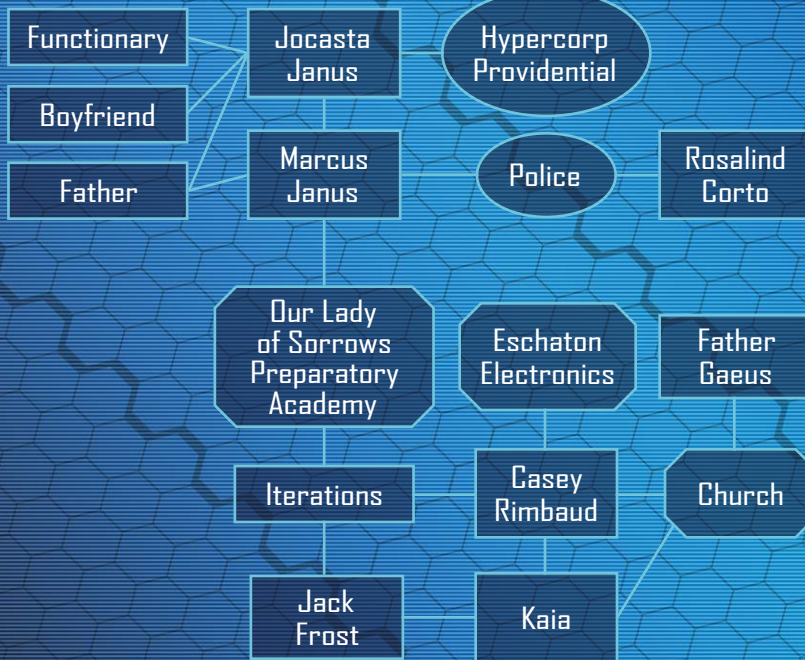 Functionary
Jocasta
Janus
Hypercorp
Providential
Boyfriend
Father
Marcus
Janus
Police
Rosalind
Corto
Our Lady
of Sorrows
Preparatory
Academy
Eschaton
Electronics
Father
Gaeus
Iterations
Casey
Rimbaud
Church
Jack
Frost
Kaia